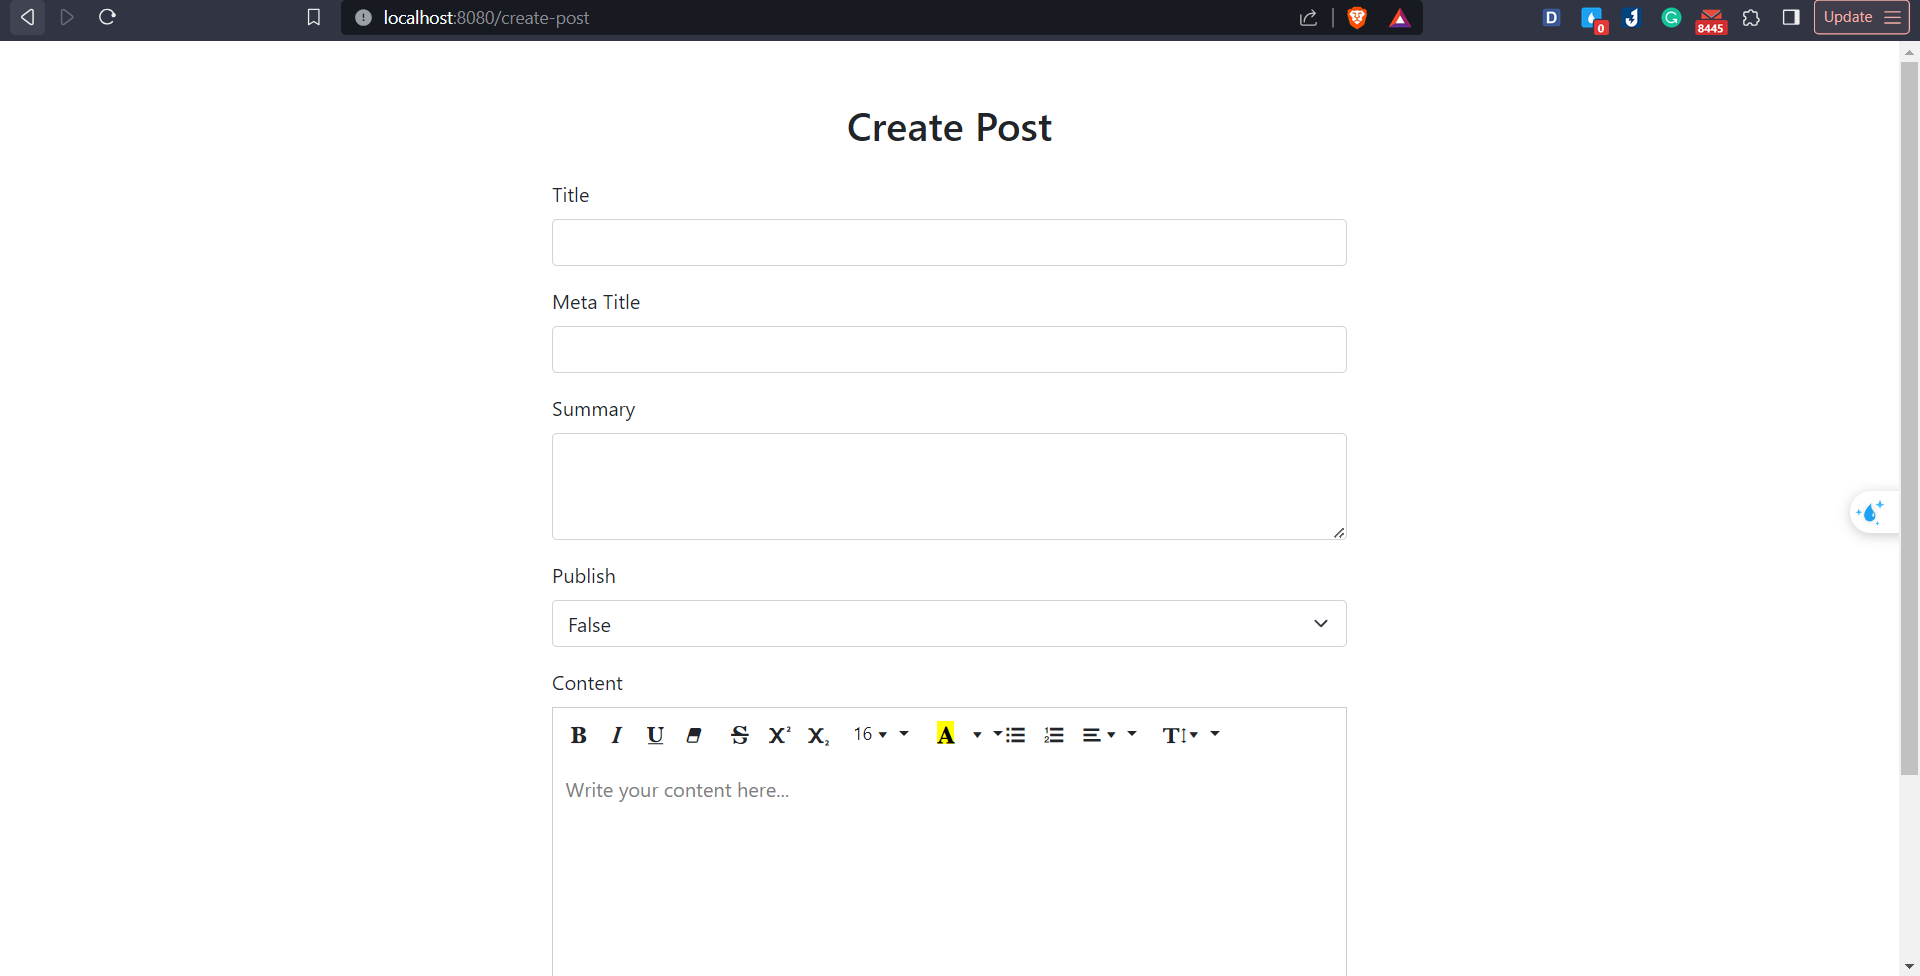 localhost:8080/create-post
D
0
G
8445
Update
Create Post
Title
Meta Title
Summary
Publish
False
Content
B I U S X² X₂ 16 A T
Write your content here...